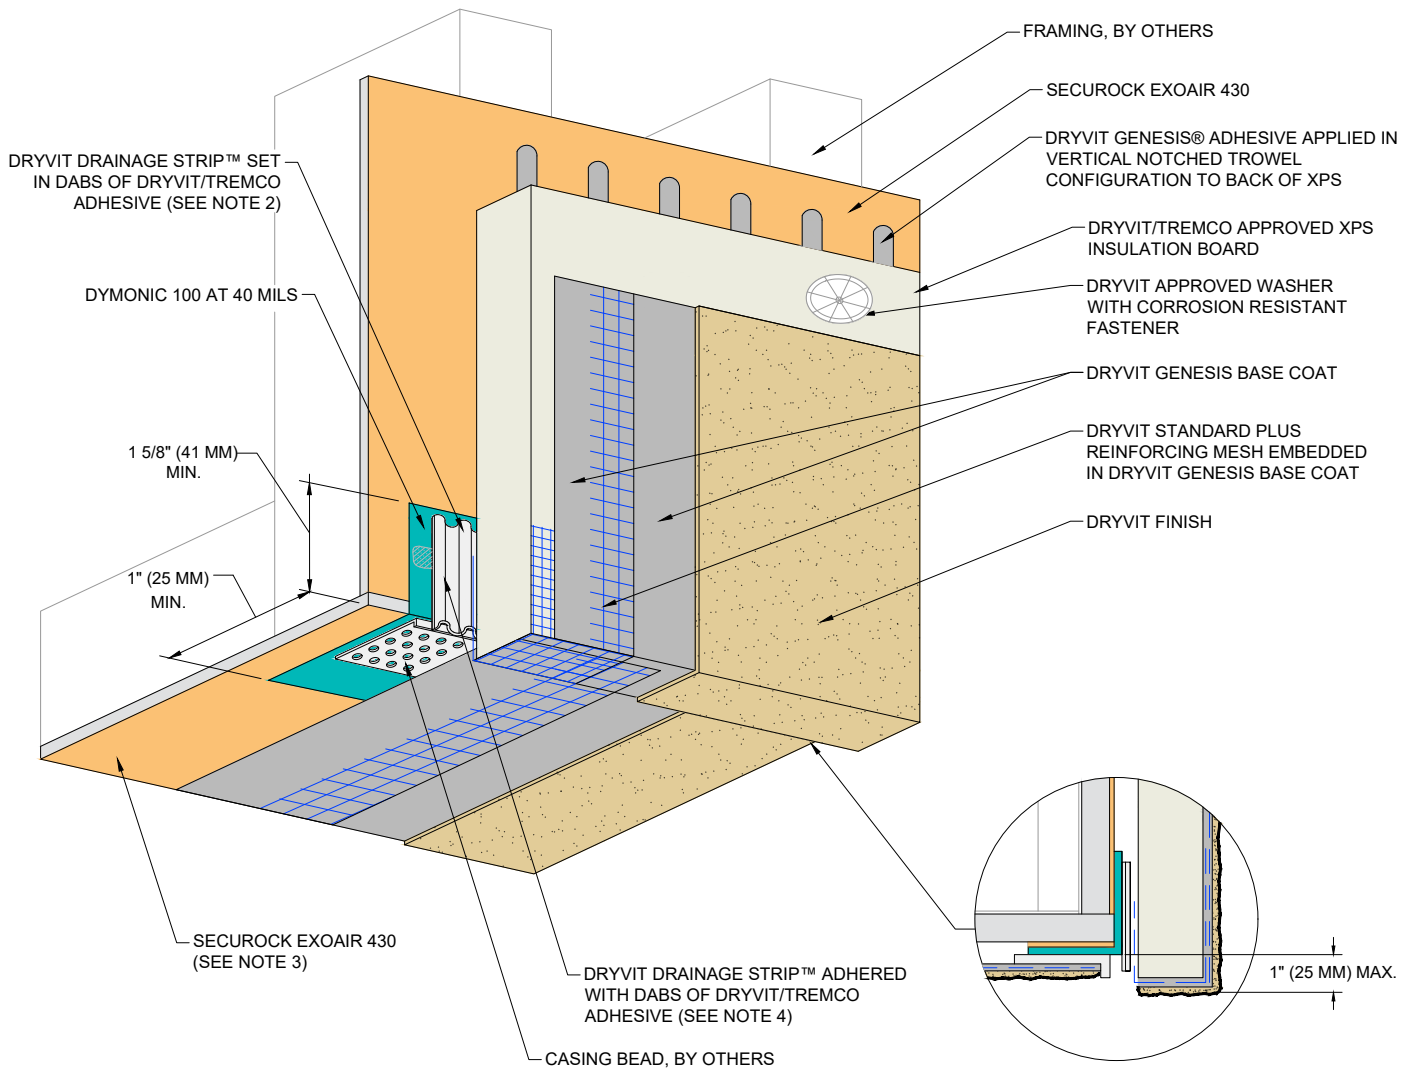 FRAMING, BY OTHERS
SECUROCK EXOAIR 430
DRYVIT GENESIS® ADHESIVE APPLIED IN
VERTICAL NOTCHED TROWEL
CONFIGURATION TO BACK OF XPS
DRYVIT/TREMCO APPROVED XPS
INSULATION BOARD
DRYVIT APPROVED WASHER
WITH CORROSION RESISTANT
FASTENER
DRYVIT GENESIS BASE COAT
DRYVIT STANDARD PLUS
REINFORCING MESH EMBEDDED
IN DRYVIT GENESIS BASE COAT
DRYVIT FINISH
DRYVIT DRAINAGE STRIP™ SET
IN DABS OF DRYVIT/TREMCO
ADHESIVE (SEE NOTE 2)
DYMONIC 100 AT 40 MILS
1 5/8" (41 MM)
MIN.
1" (25 MM)
MIN.
SECUROCK EXOAIR 430
(SEE NOTE 3)
DRYVIT DRAINAGE STRIP™ ADHERED
WITH DABS OF DRYVIT/TREMCO
ADHESIVE (SEE NOTE 4)
CASING BEAD, BY OTHERS
1" (25 MM) MAX.